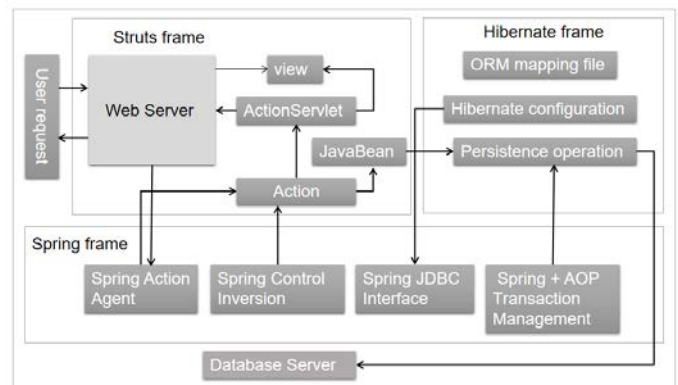 Struts frame
Hibernate frame
User request
Web Server
view
ActionServlet
JavaBean
Action
ORM mapping file
Hibernate configuration
Persistence operation
Spring frame
Spring Action
Agent
Spring Control
Inversion
Spring JDBC
Interface
Spring + AOP
Transaction
Management
Database Server